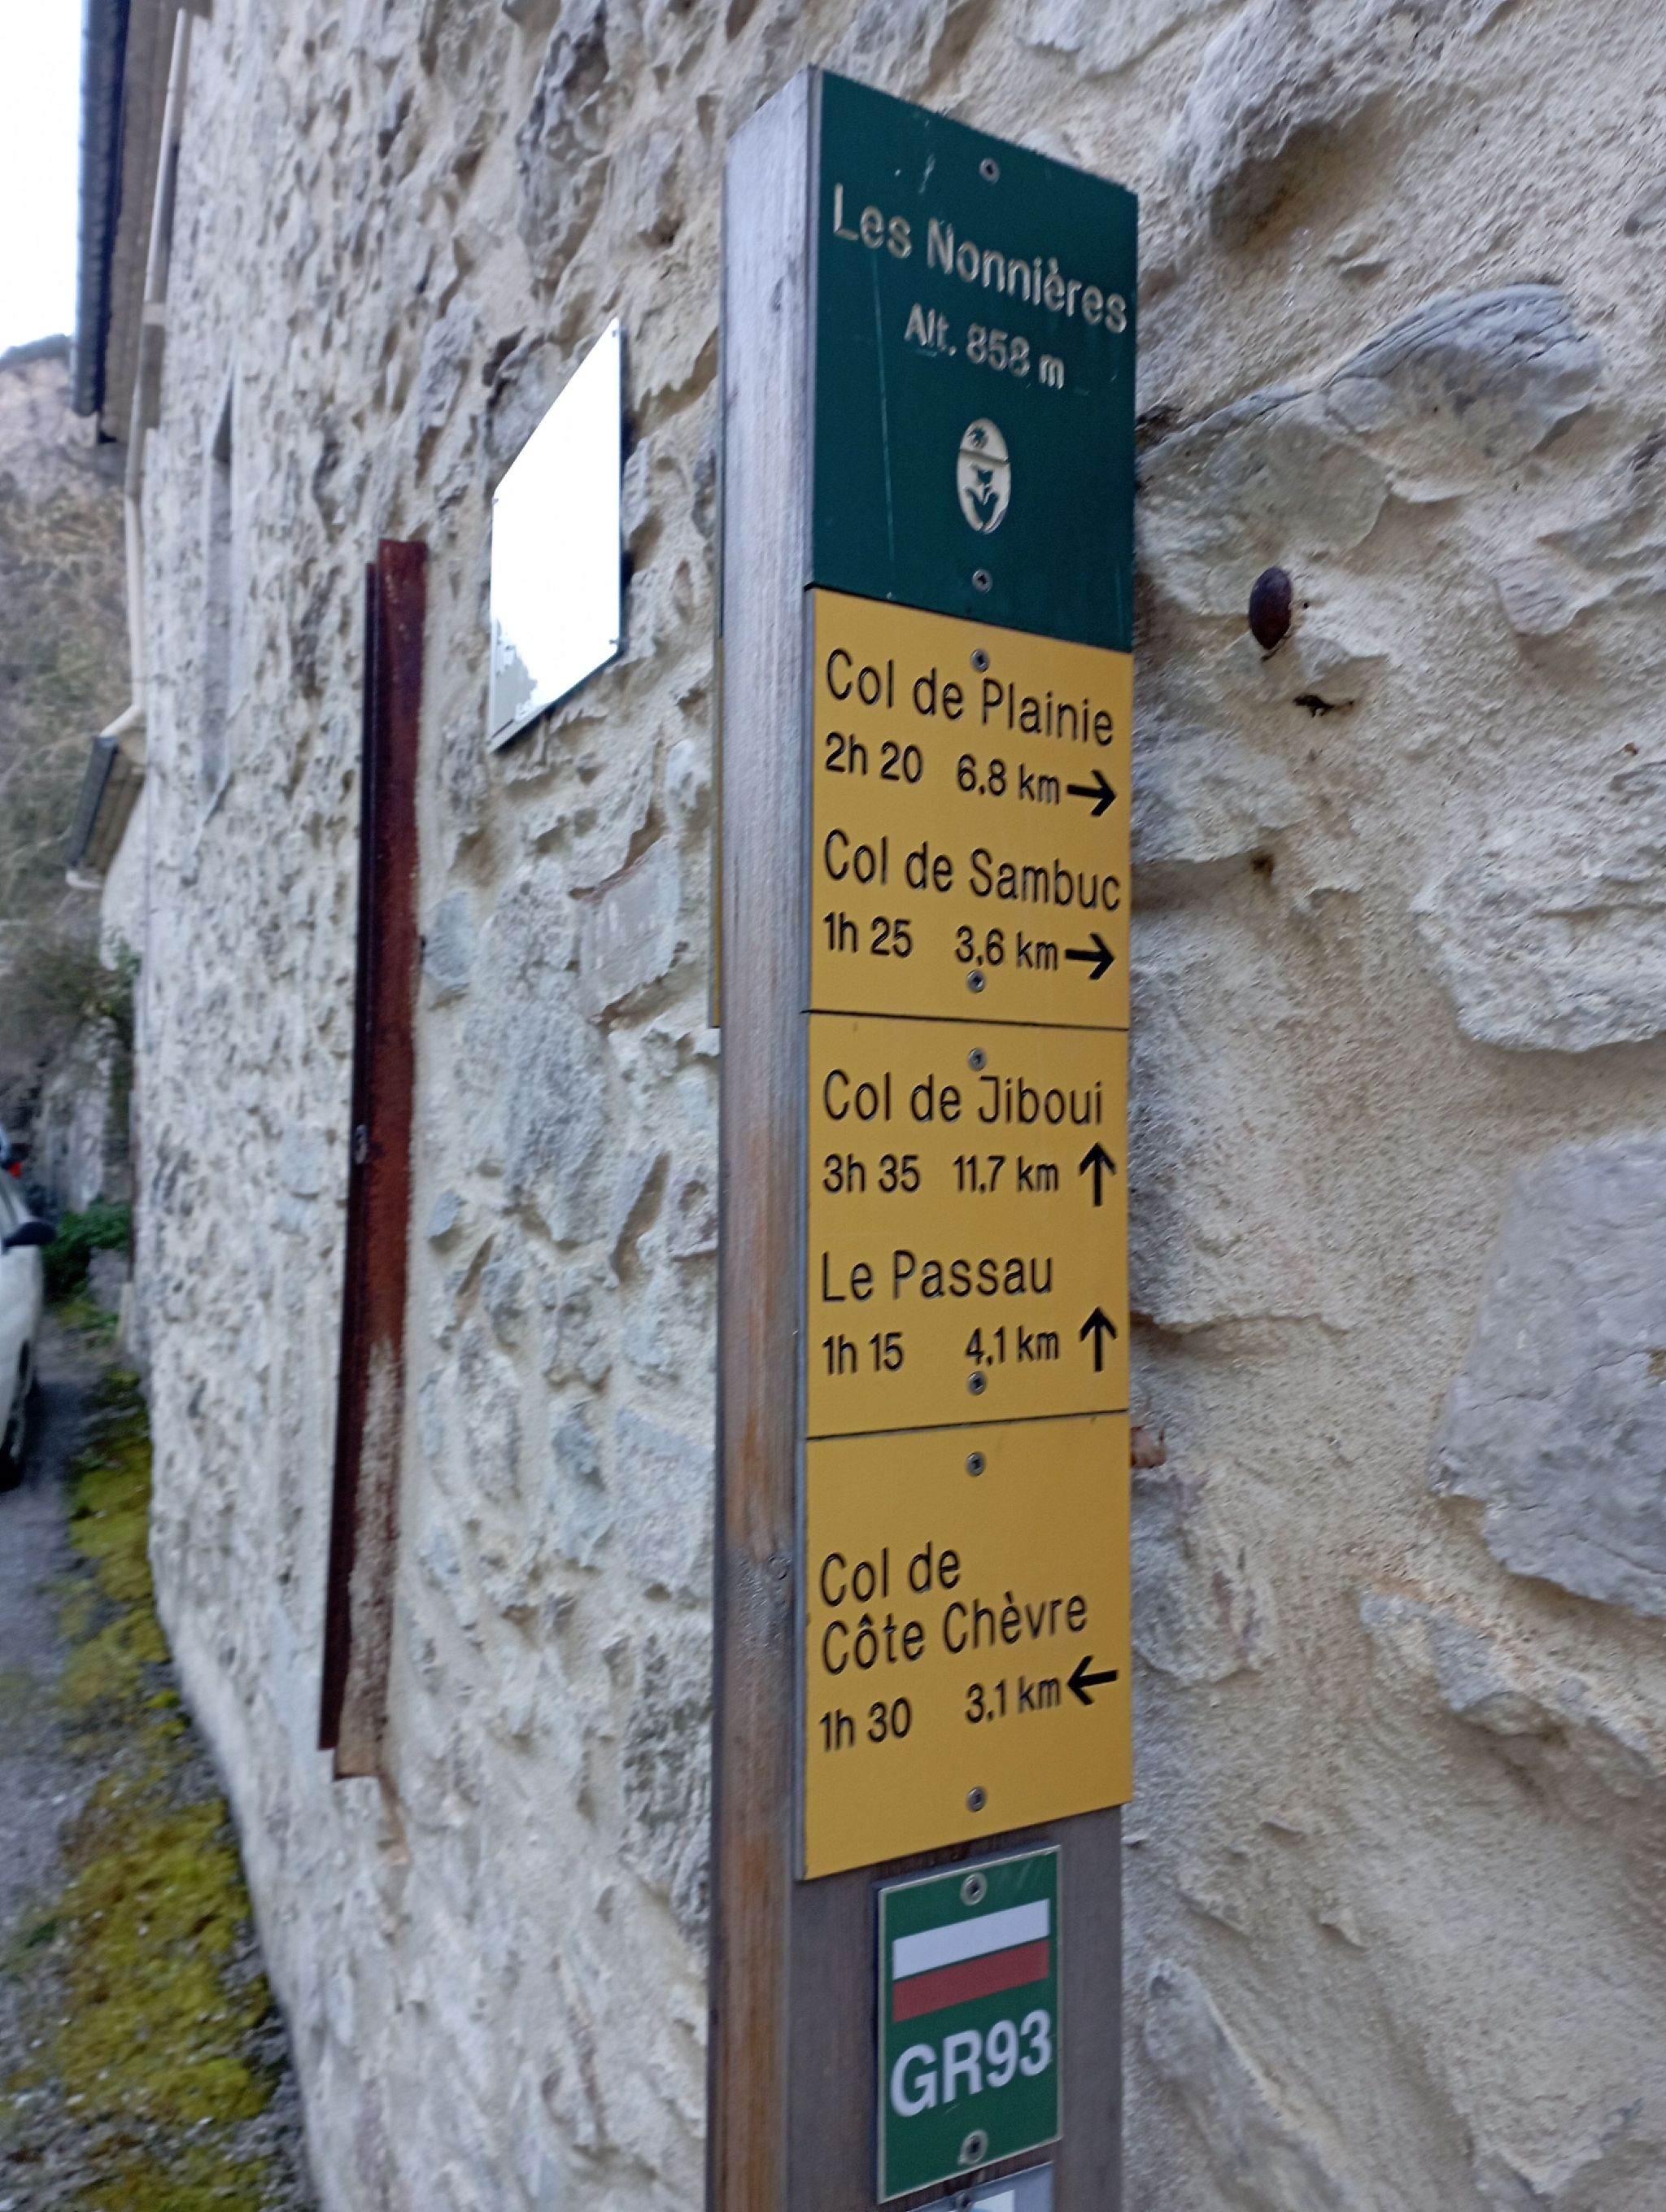 Les Nonnières
Alt. 858 m
Col de Plainie
2h 20 6,8 km →
Col de Sambuc
1h 25 3,6 km →
Col de Jiboui
3h 35 11,7 km ↑
Le Passau
1h 15 4,1 km ↑
Col de
Côte Chèvre
1h 30 3,1 km ←
GR93